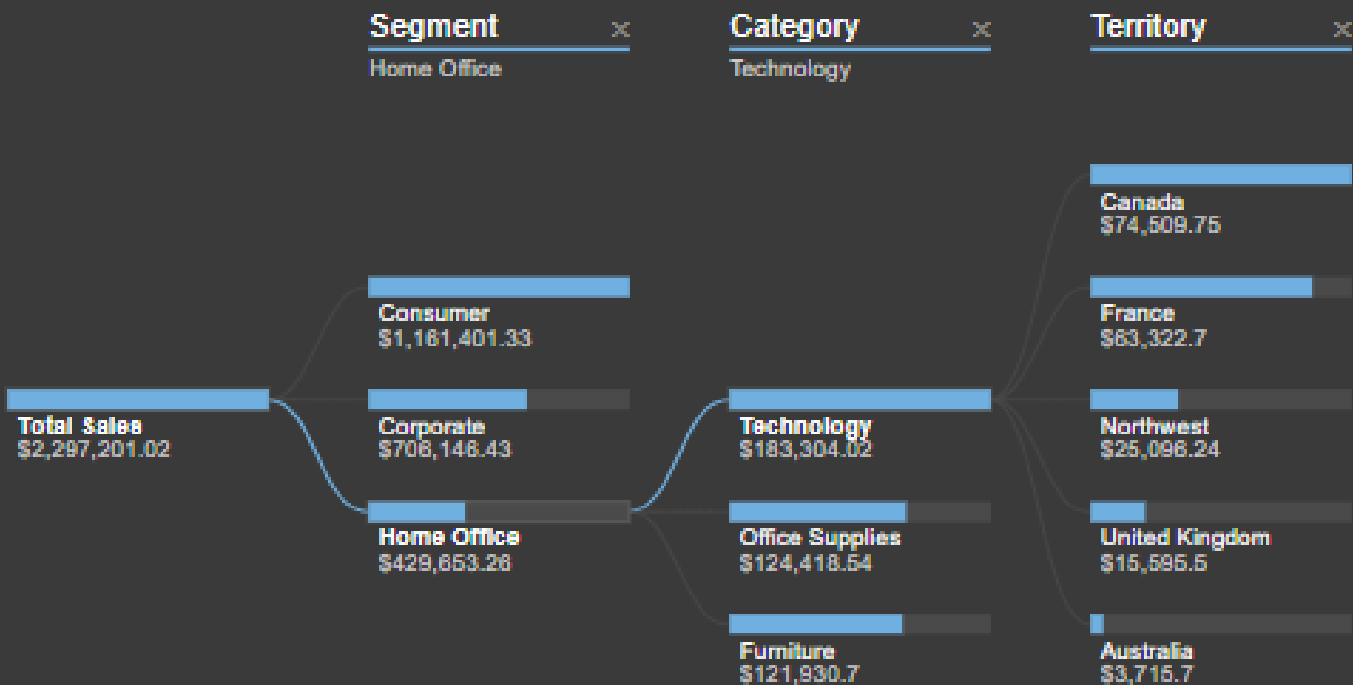 Segment x
Home Office
Category x
Technology
Territory x
Canada
$74,509.75
Consumer
$1,161,401.33
France
$63,322.7
Total Sales
$2,297,201.02
Corporate
$706,146.43
Technology
$183,304.02
Northwest
$25,096.24
Home Office
$429,653.26
Office Supplies
$124,418.54
United Kingdom
$15,595.5
Furniture
$121,930.7
Australia
$3,715.7